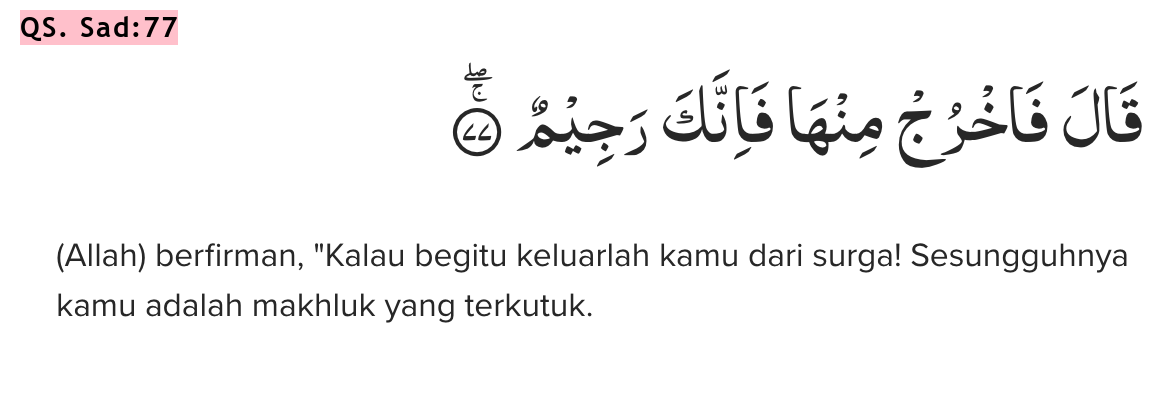 QS. Sad:77
قَالَ فَاخْرُجْ مِنْهَا فَاِنَّكَ رَجِيْمٌۖۚ ٧٧
(Allah) berfirman, "Kalau begitu keluarlah kamu dari surga! Sesungguhnya
kamu adalah makhluk yang terkutuk.